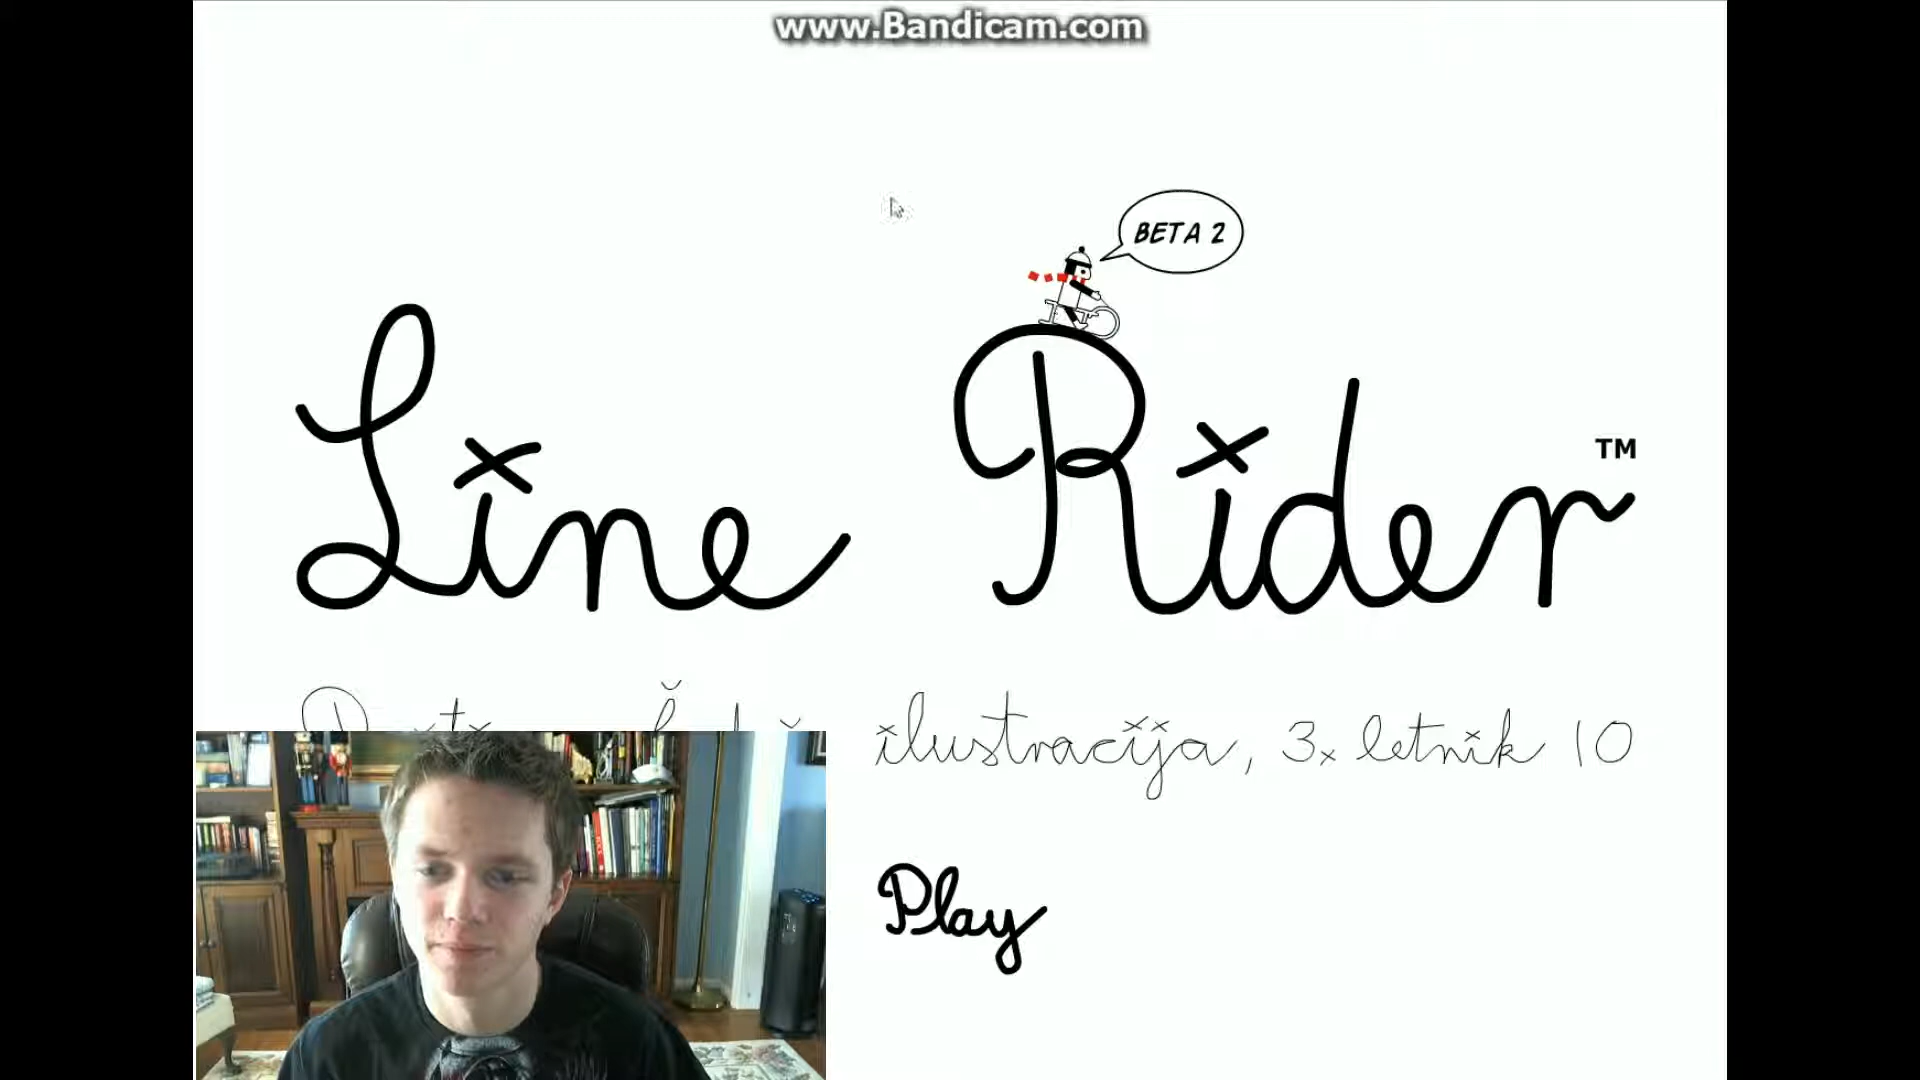 www.Bandicam.com
BETA 2
Line Rider
TM
ilustracija, 3. letnik 10
Play